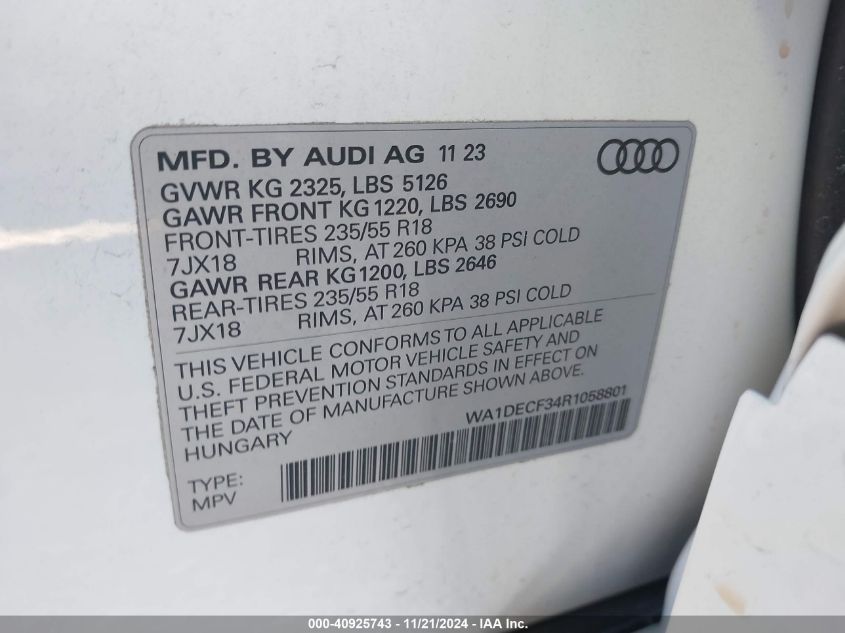 MFD. BY AUDI AG 11 23
GVWR KG 2325, LBS 5126
GAWR FRONT KG 1220, LBS 2690
FRONT-TIRES 235/55 R18
7JX18 RIMS, AT 260 KPA 38 PSI COLD
GAWR REAR KG1200, LBS 2646
REAR-TIRES 235/55 R18
7JX18 RIMS, AT 260 KPA 38 PSI COLD
THIS VEHICLE CONFORMS TO ALL APPLICABLE
U.S. FEDERAL MOTOR VEHICLE SAFETY AND
THEFT PREVENTION STANDARDS IN EFFECT ON
THE DATE OF MANUFACTURE SHOWN ABOVE.
HUNGARY WA1DECF34R1058801
TYPE:
MPV
000-40925743 - 11/21/2024 - WA1 - IAA Inc.